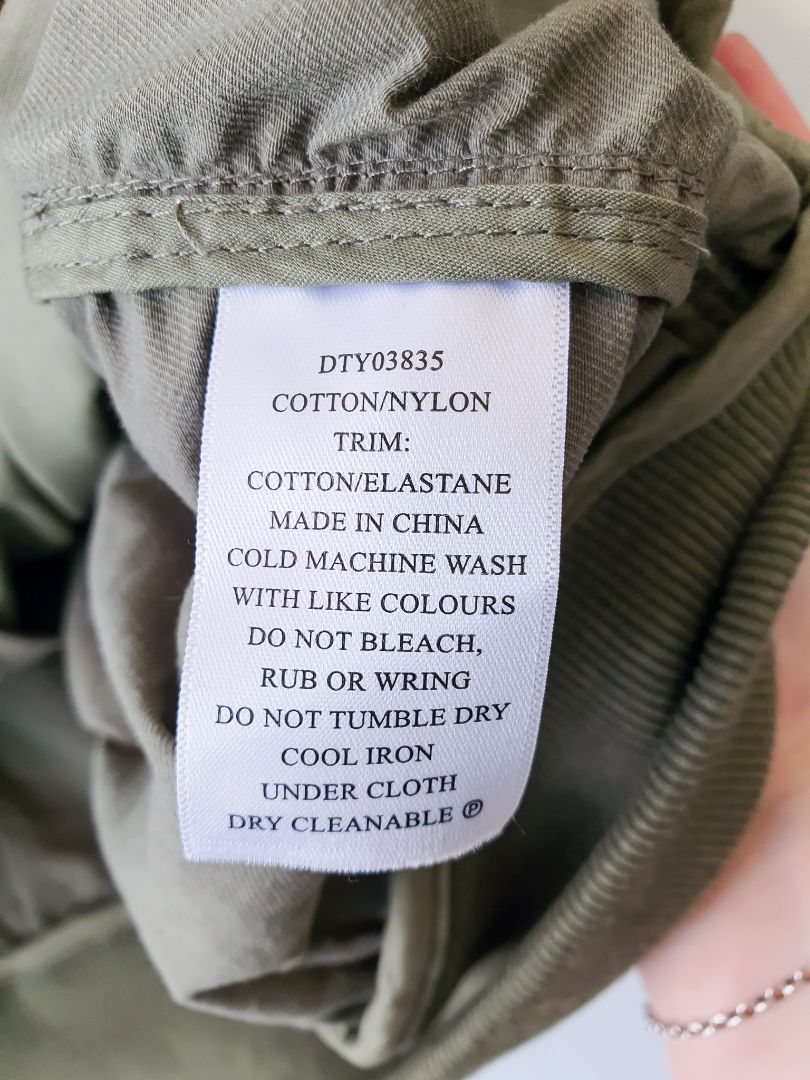 DTY03835
COTTON/NYLON
TRIM:
COTTON/ELASTANE
MADE IN CHINA
COLD MACHINE WASH
WITH LIKE COLOURS
DO NOT BLEACH,
RUB OR WRING
DO NOT TUMBLE DRY
COOL IRON
UNDER CLOTH
DRY CLEANABLE Ⓟ